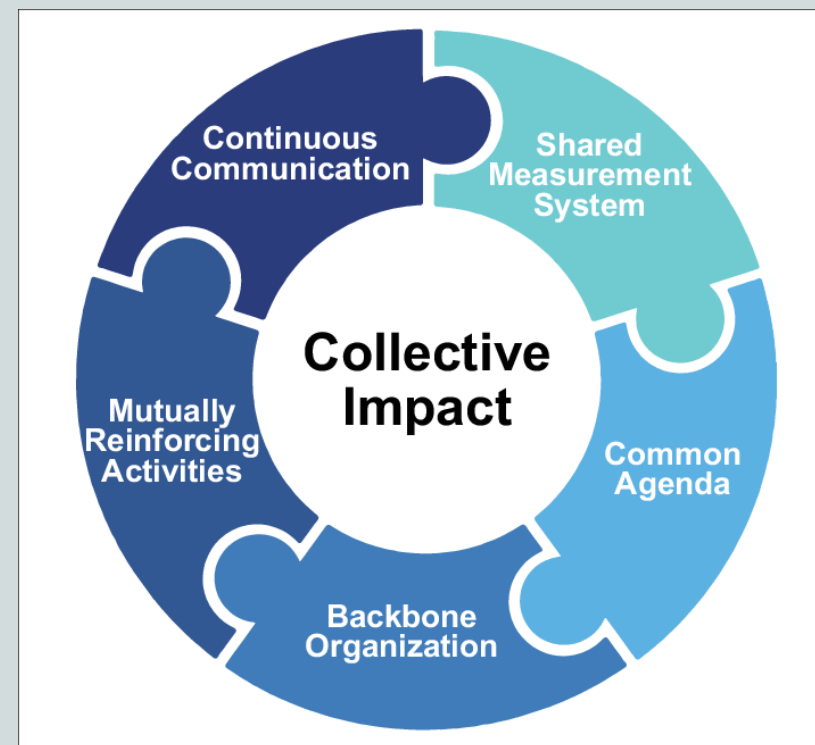 Continuous
Communication
Shared
Measurement
System
Collective
Impact
Mutually
Reinforcing
Activities
Common
Agenda
Backbone
Organization